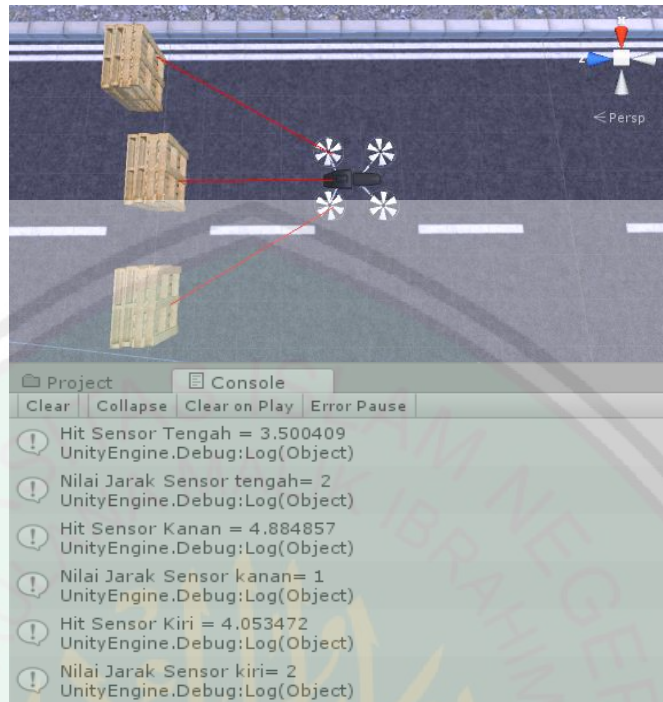 < Persp
Project
Console
Clear
Collapse
Clear on Play
Error Pause
Hit Sensor Tengah = 3.500409
UnityEngine.Debug:Log(Object)
Nilai Jarak Sensor tengah= 2
UnityEngine.Debug:Log(Object)
Hit Sensor Kanan = 4.884857
UnityEngine.Debug:Log(Object)
Nilai Jarak Sensor kanan= 1
UnityEngine.Debug:Log(Object)
Hit Sensor Kiri = 4.053472
UnityEngine.Debug:Log(Object)
Nilai Jarak Sensor kiri= 2
UnityEngine.Debug:Log(Object)